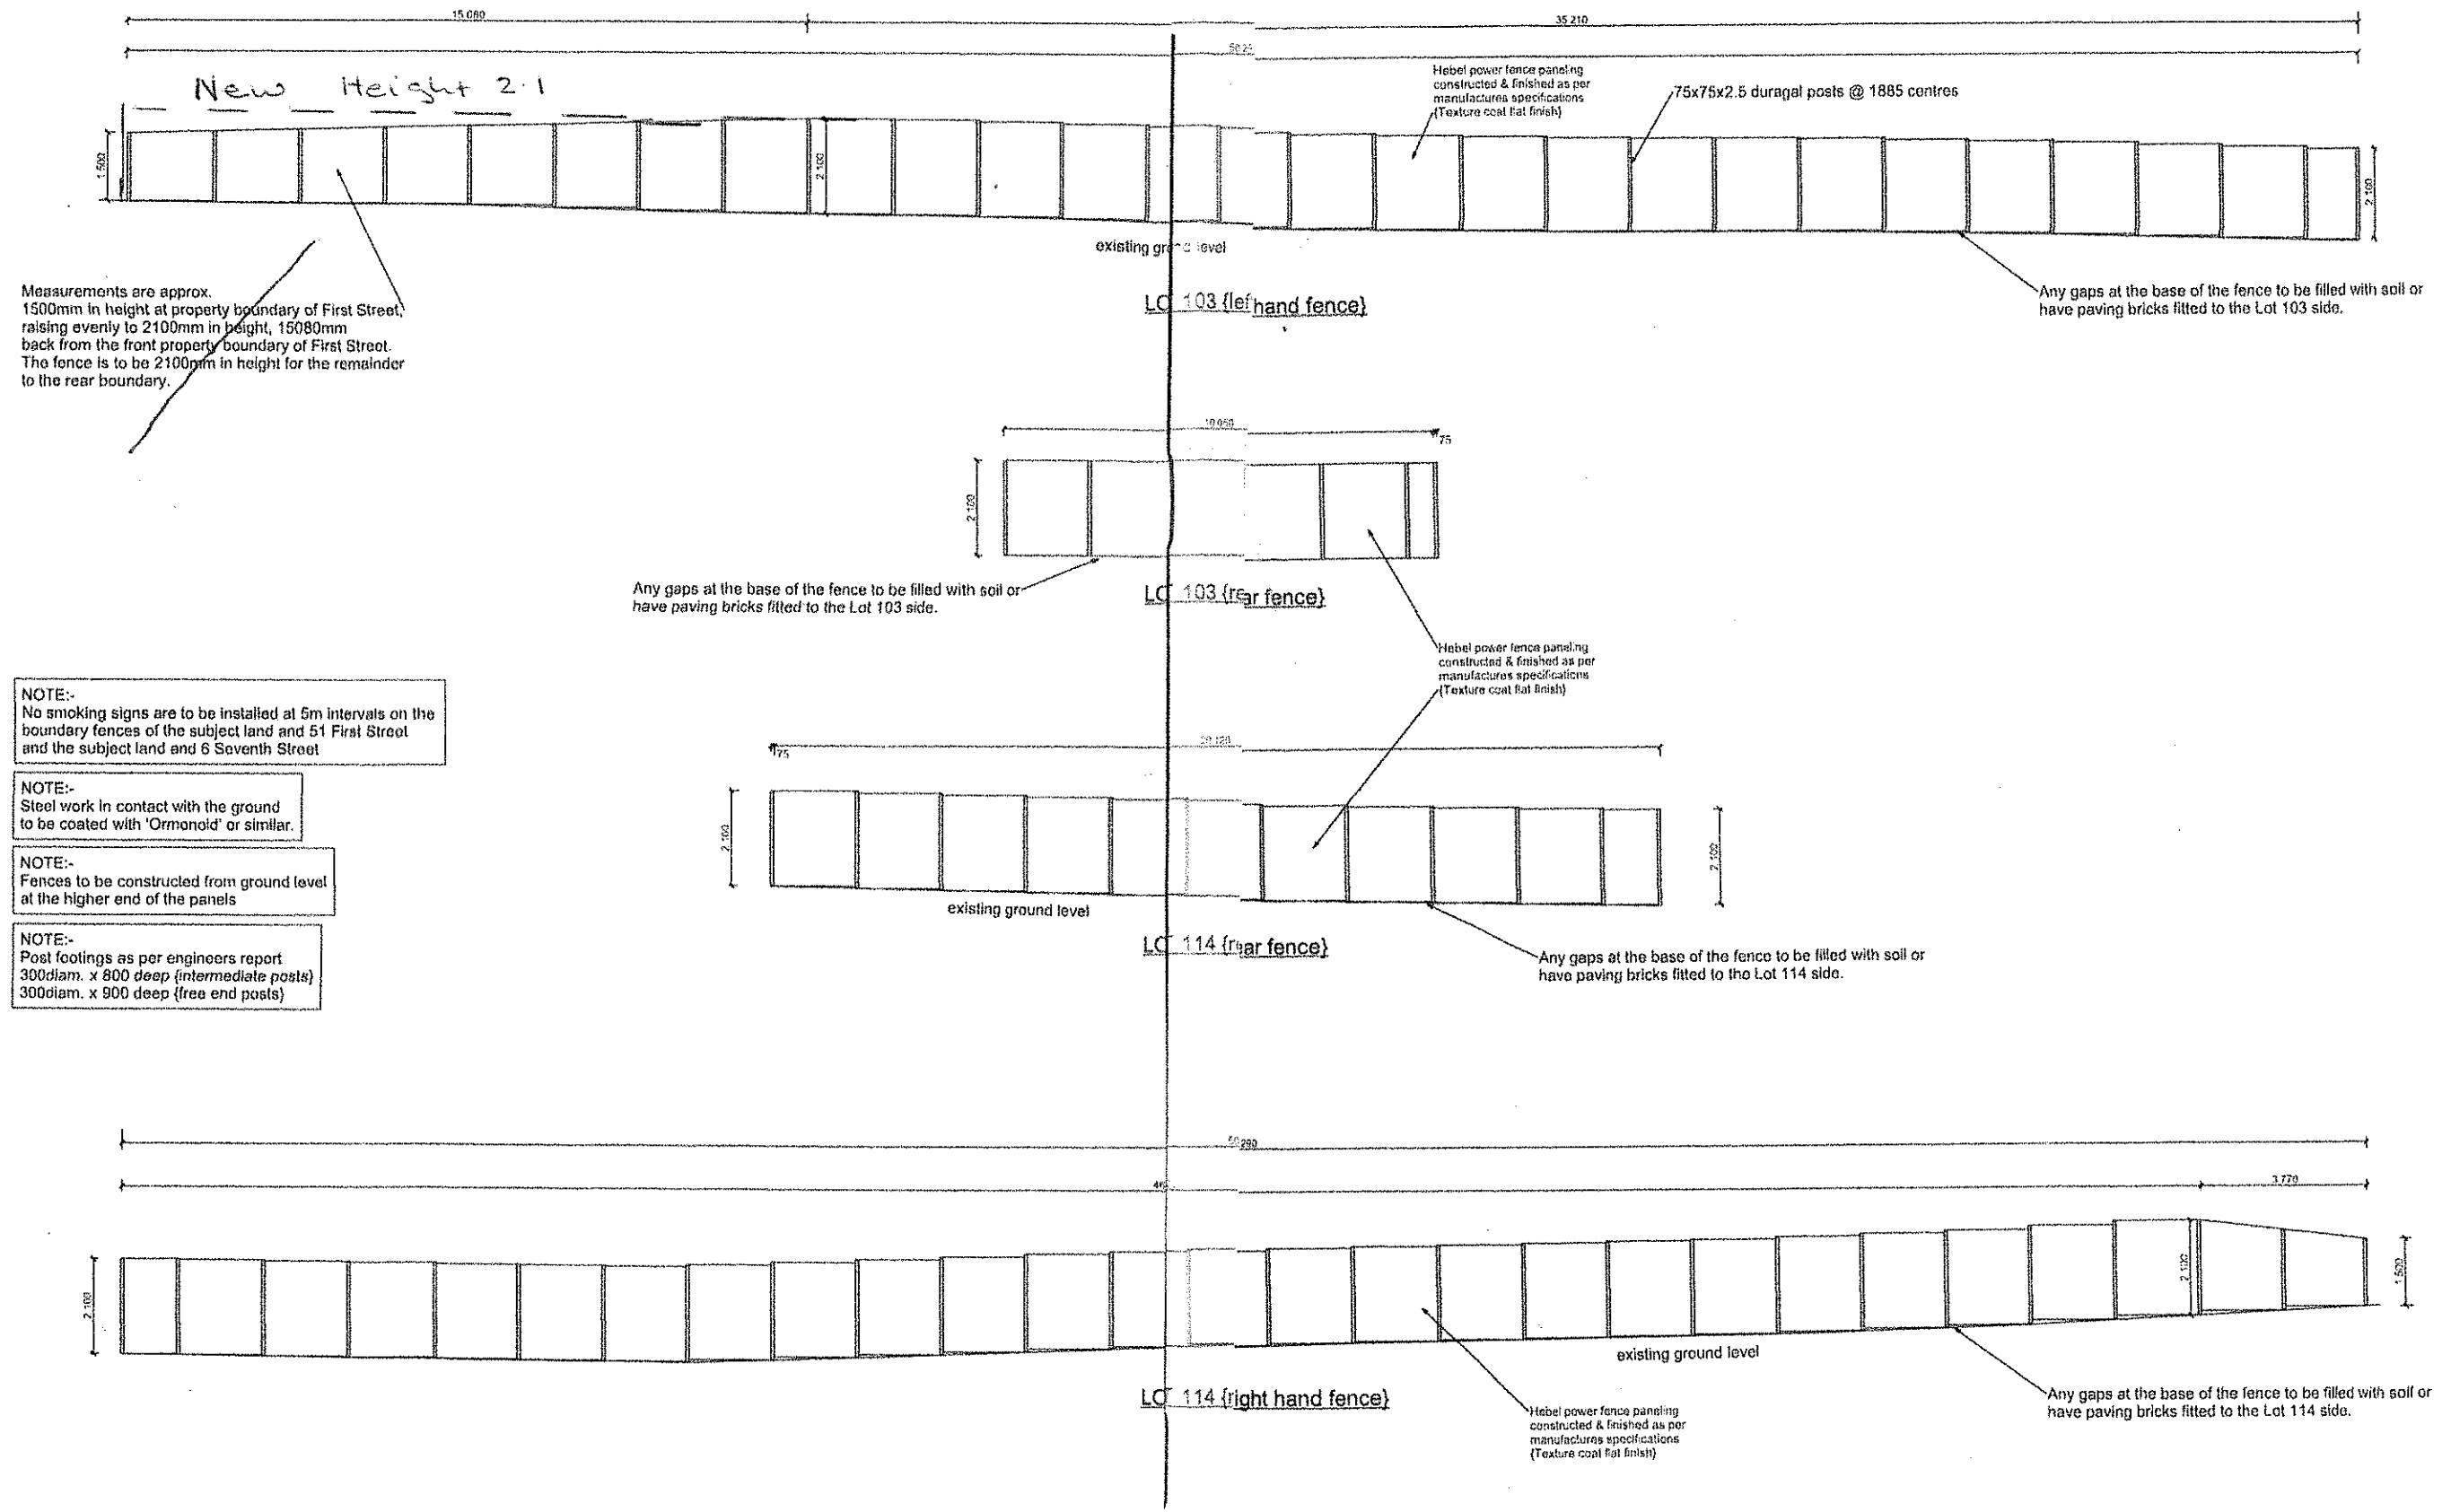 15 080
35 210
New Height 2.1
Hebel power fence paneling
constructed & finished as per
manufactures specifications
{Texture coat flat finish}
75x75x2.5 duragal posts @ 1885 centres
1.500
2.100
2.100
existing ground level
LOT 103 {left hand fence}
Measurements are approx.
1500mm in height at property boundary of First Street,
raising evenly to 2100mm in height, 15080mm
back from the front property boundary of First Street.
The fence is to be 2100mm in height for the remainder
to the rear boundary.
Any gaps at the base of the fence to be filled with soil or
have paving bricks fitted to the Lot 103 side.
75
2.100
Any gaps at the base of the fence to be filled with soil or
have paving bricks fitted to the Lot 103 side.
LOT 103 {rear fence}
Hebel power fence paneling
constructed & finished as per
manufactures specifications
{Texture coat flat finish}
NOTE:-
No smoking signs are to be installed at 5m intervals on the
boundary fences of the subject land and 51 First Street
and the subject land and 6 Seventh Street
NOTE:-
Steel work in contact with the ground
to be coated with 'Ormonoid' or similar.
NOTE:-
Fences to be constructed from ground level
at the higher end of the panels
NOTE:-
Post footings as per engineers report
300diam. x 800 deep {intermediate posts}
300diam. x 900 deep {free end posts}
75
20.120
2.100
2.100
existing ground level
LOT 114 {rear fence}
Any gaps at the base of the fence to be filled with soil or
have paving bricks fitted to the Lot 114 side.
50.290
3.770
2.100
2.100
1.500
existing ground level
LOT 114 {right hand fence}
Hebel power fence paneling
constructed & finished as per
manufactures specifications
{Texture coat flat finish}
Any gaps at the base of the fence to be filled with soil or
have paving bricks fitted to the Lot 114 side.